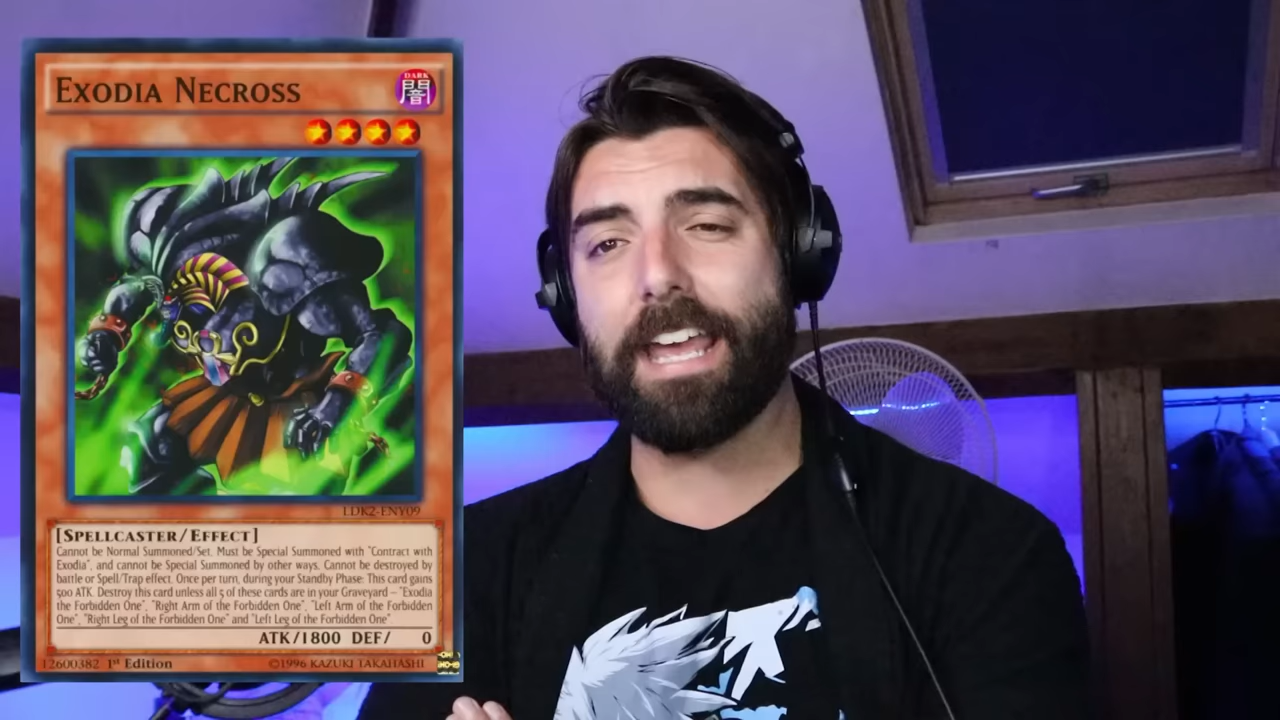 Exodia Necross
DARK
闇
LDK2-ENY09
[Spellcaster/Effect]
Cannot be Normal Summoned/Set. Must be Special Summoned with "Contract with
Exodia", and cannot be Special Summoned by other ways. Cannot be destroyed by
battle or Spell/Trap effect. Once per turn, during your Standby Phase: This card gains
500 ATK. Destroy this card unless all 5 of these cards are in your Graveyard – "Exodia
the Forbidden One", "Right Arm of the Forbidden One", "Left Arm of the Forbidden
One", "Right Leg of the Forbidden One" and "Left Leg of the Forbidden One"
ATK/1800 DEF/ 0
12600382 1st Edition ©1996 KAZUKI TAKAHASHI